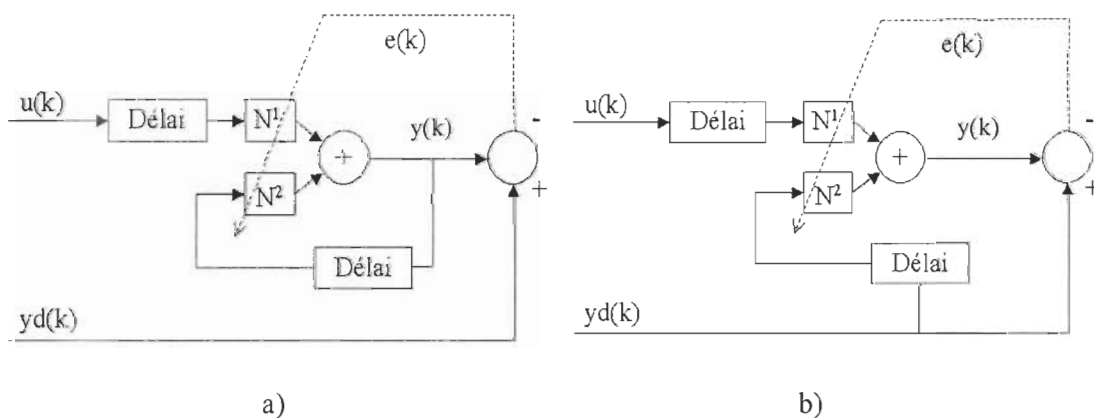 e(k)
u(k)
Délai
N¹
y(k)
-
+
N²
+
Délai
yd(k)
a)
e(k)
u(k)
Délai
N¹
y(k)
-
+
N²
+
Délai
yd(k)
b)